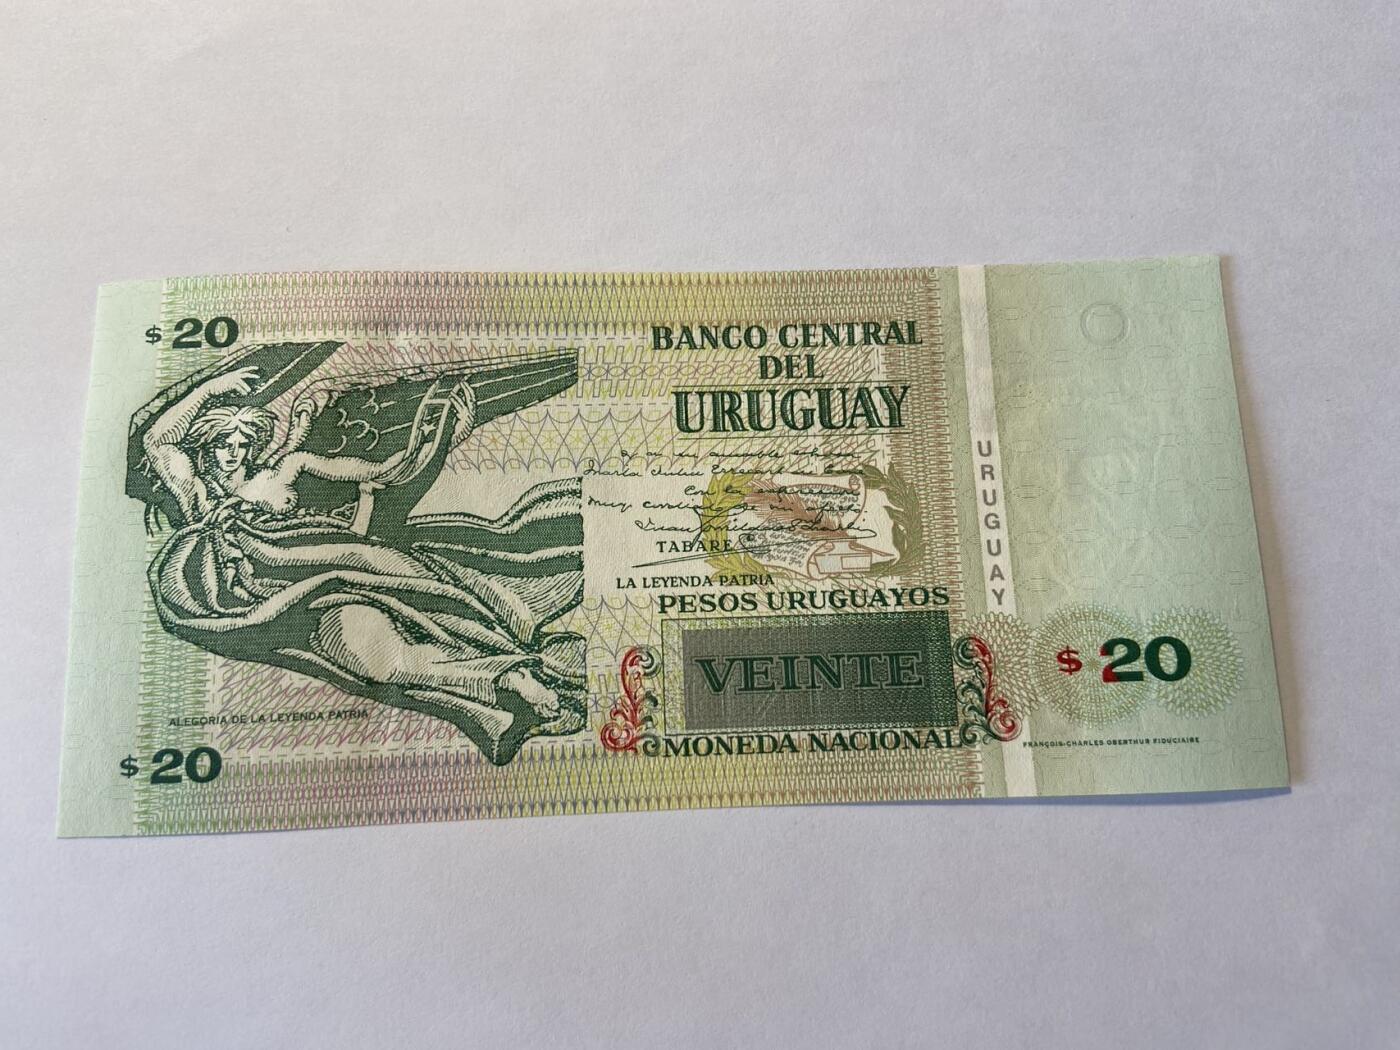 $ 20
BANCO CENTRAL
DEL
URUGUAY
URUGUAY
TABARE
LA LEYENDA PATRIA
PESOS URUGUAYOS
VEINTE
MONEDA NACIONAL
$ 20
FRANÇOIS-CHARLES OBERTHUR FIDUCIAIRE
ALEGORIA DE LA LEYENDA PATRIA
$ 20